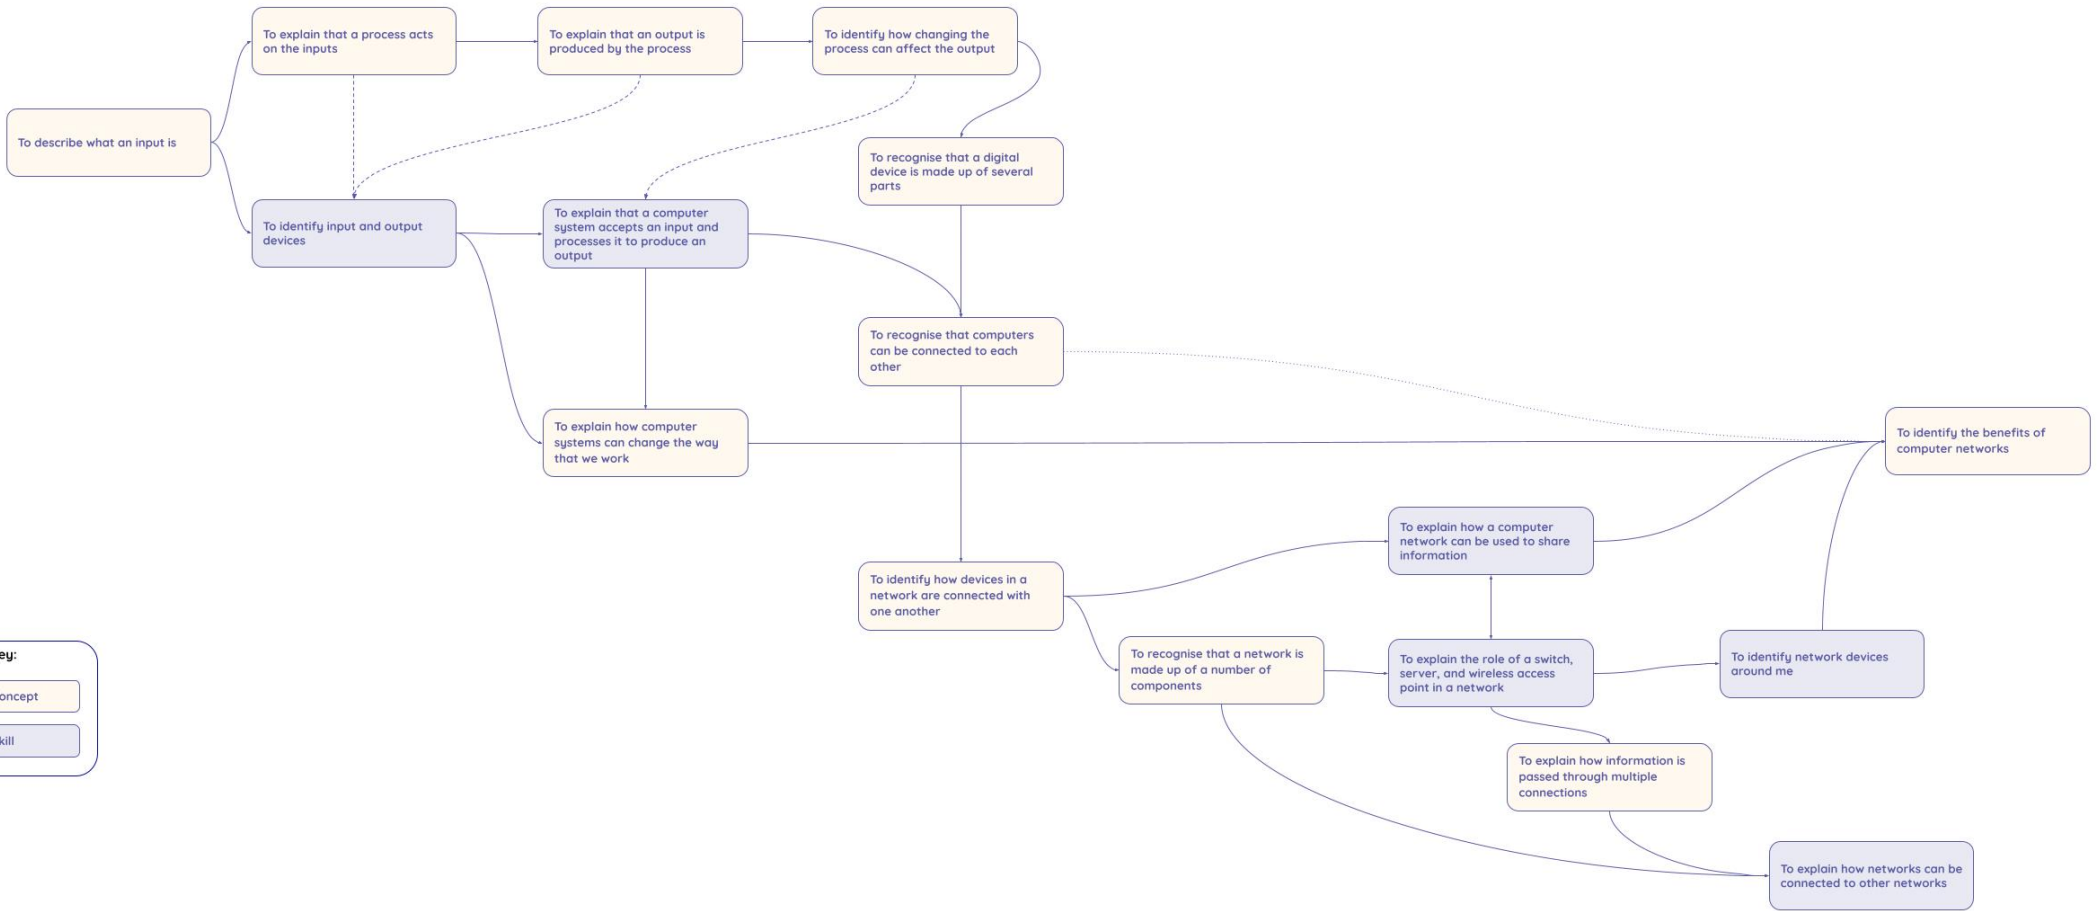 To explain that a process acts
on the inputs
To explain that an output is
produced by the process
To identify how changing the
process can affect the output
To describe what an input is
To recognise that a digital
device is made up of several
parts
To identify input and output
devices
To explain that a computer
system accepts an input and
processes it to produce an
output
To recognise that computers
can be connected to each
other
To explain how computer
systems can change the way
that we work
To identify the benefits of
computer networks
To explain how a computer
network can be used to share
information
To identify how devices in a
network are connected with
one another
To recognise that a network is
made up of a number of
components
To explain the role of a switch,
server, and wireless access
point in a network
To identify network devices
around me
To explain how information is
passed through multiple
connections
To explain how networks can be
connected to other networks
ey:
oncept
kill